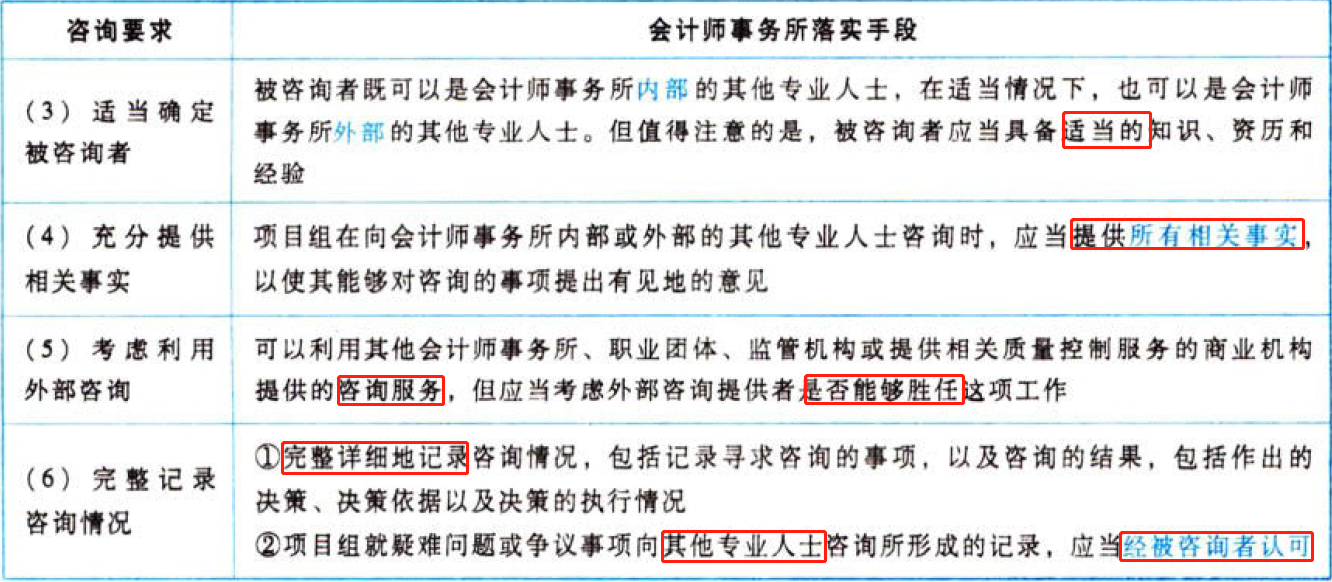 咨询要求
会计师事务所落实手段
(3) 适当确定
被咨询者
被咨询者既可以是会计师事务所内部的其他专业人士，在适当情况下，也可以是会计师
事务所外部的其他专业人士。但值得注意的是，被咨询者应当具备适当的知识、资历和
经验
(4) 充分提供
相关事实
项目组在向会计师事务所内部或外部的其他专业人士咨询时，应当提供所有相关事实，
以使其能够对咨询的事项提出有见地的意见
(5) 考虑利用
外部咨询
可以利用其他会计师事务所、职业团体、监管机构或提供相关质量控制服务的商业机构
提供的咨询服务，但应当考虑外部咨询提供者是否能够胜任这项工作
(6) 完整记录
咨询情况
①完整详细地记录咨询情况，包括记录寻求咨询的事项，以及咨询的结果，包括作出的
决策、决策依据以及决策的执行情况
②项目组就疑难问题或争议事项向其他专业人士咨询所形成的记录，应当经被咨询者认可